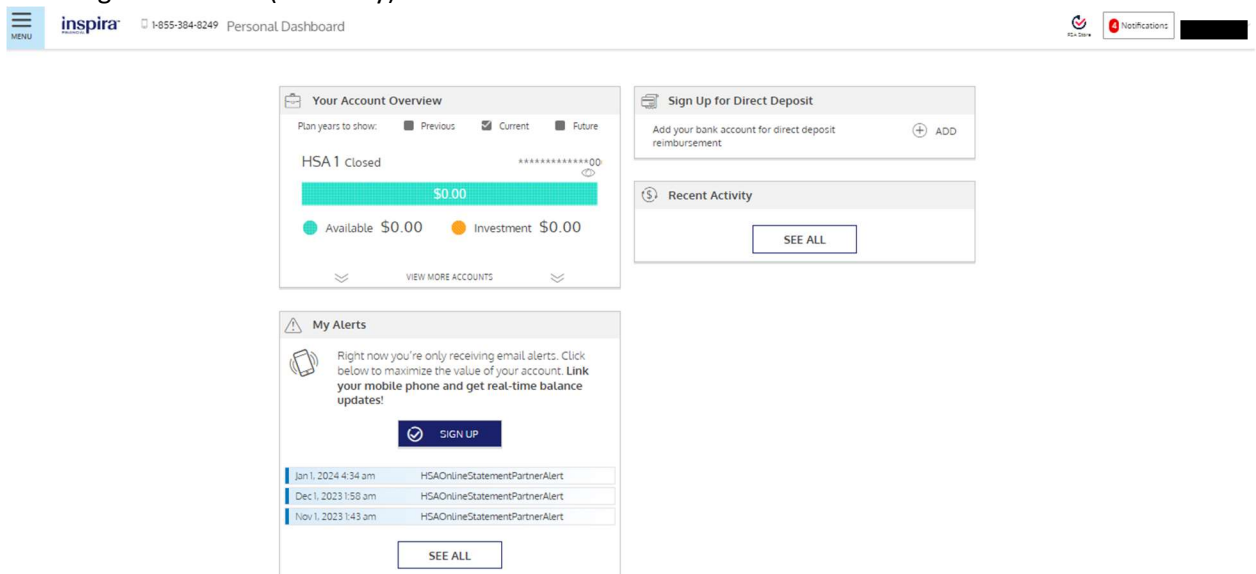 MENU
inspira
FINANCIAL
1-855-384-8249
Personal Dashboard
FSA Store
4 Notifications
Your Account Overview
Plan years to show: Previous Current Future
HSA 1 Closed *************00
$0.00
Available $0.00 Investment $0.00
VIEW MORE ACCOUNTS
My Alerts
Right now you're only receiving email alerts. Click
below to maximize the value of your account. Link
your mobile phone and get real-time balance
updates!
SIGN UP
Jan 1, 2024 4:34 am HSAOnlineStatementPartnerAlert
Dec 1, 2023 1:58 am HSAOnlineStatementPartnerAlert
Nov 1, 2023 1:43 am HSAOnlineStatementPartnerAlert
SEE ALL
Sign Up for Direct Deposit
Add your bank account for direct deposit
reimbursement
ADD
Recent Activity
SEE ALL